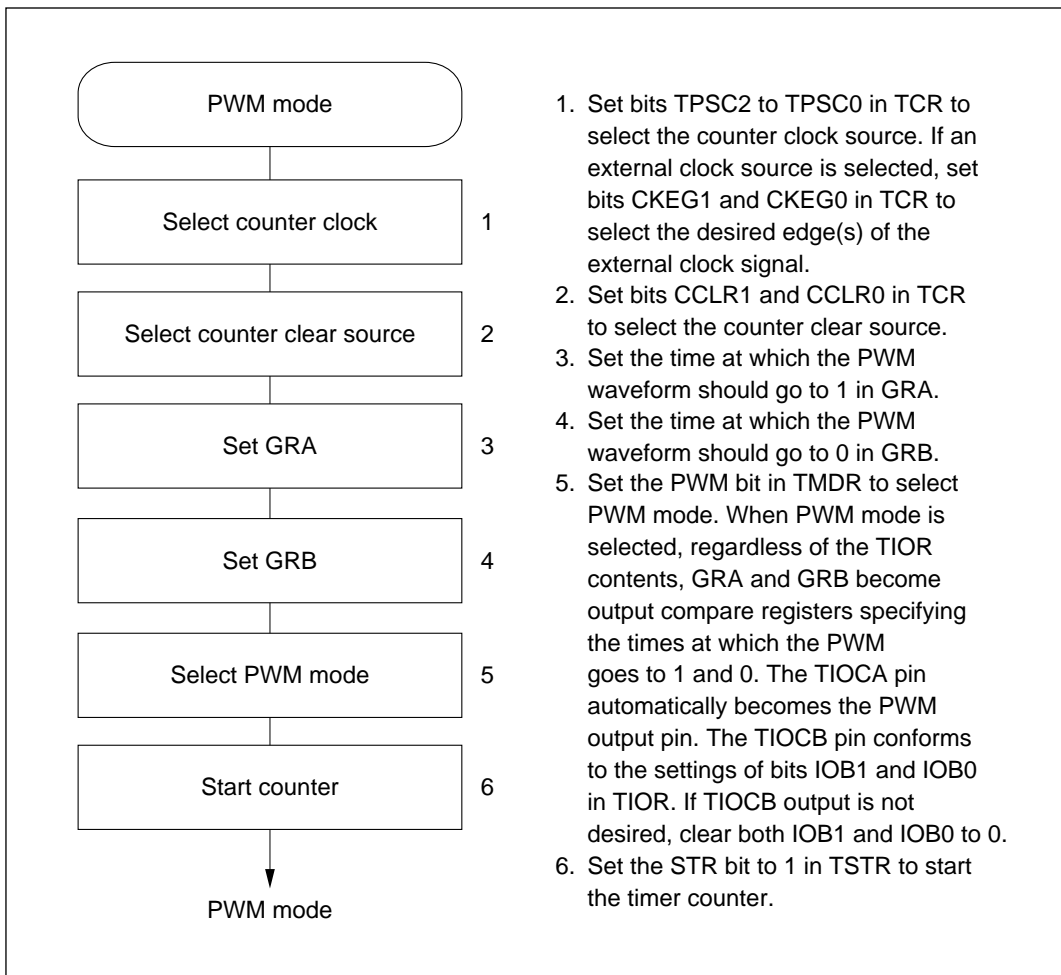 PWM mode
Select counter clock
1
Select counter clear source
2
Set GRA
3
Set GRB
4
Select PWM mode
5
Start counter
6
PWM mode
1. Set bits TPSC2 to TPSC0 in TCR to
select the counter clock source. If an
external clock source is selected, set
bits CKEG1 and CKEG0 in TCR to
select the desired edge(s) of the
external clock signal.
2. Set bits CCLR1 and CCLR0 in TCR
to select the counter clear source.
3. Set the time at which the PWM
waveform should go to 1 in GRA.
4. Set the time at which the PWM
waveform should go to 0 in GRB.
5. Set the PWM bit in TMDR to select
PWM mode. When PWM mode is
selected, regardless of the TIOR
contents, GRA and GRB become
output compare registers specifying
the times at which the PWM
goes to 1 and 0. The TIOCA pin
automatically becomes the PWM
output pin. The TIOCB pin conforms
to the settings of bits IOB1 and IOB0
in TIOR. If TIOCB output is not
desired, clear both IOB1 and IOB0 to 0.
6. Set the STR bit to 1 in TSTR to start
the timer counter.